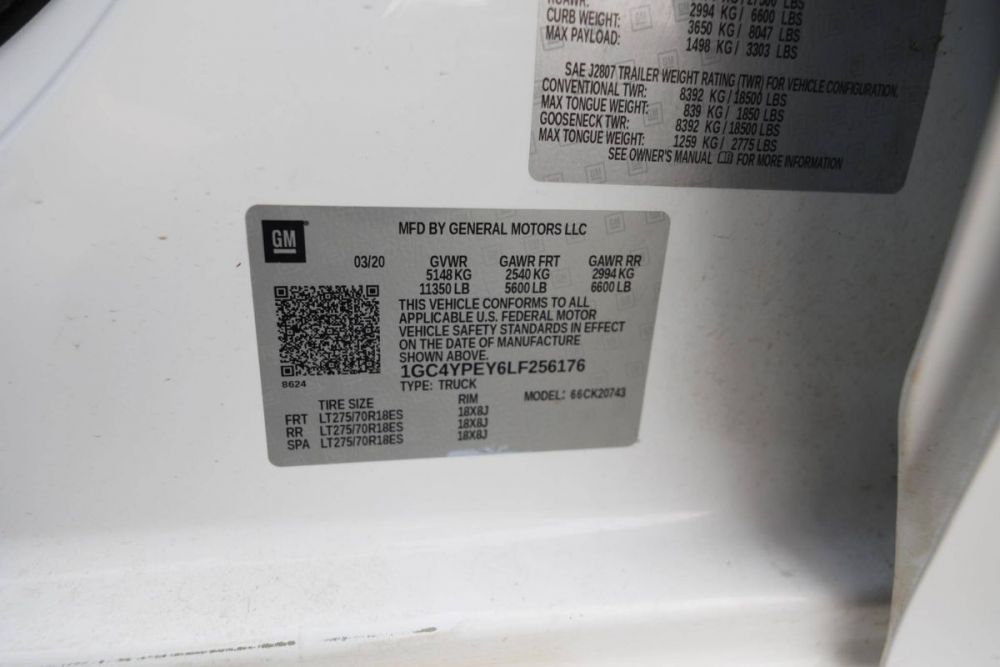 2994 KG / 6600 LBS
CURB WEIGHT: 3650 KG / 8047 LBS
MAX PAYLOAD: 1498 KG / 3303 LBS
SAE J2807 TRAILER WEIGHT RATING (TWR) FOR VEHICLE CONFIGURATION.
CONVENTIONAL TWR: 8392 KG / 18500 LBS
MAX TONGUE WEIGHT: 839 KG / 1850 LBS
GOOSENECK TWR: 8392 KG / 18500 LBS
MAX TONGUE WEIGHT: 1259 KG / 2775 LBS
SEE OWNER'S MANUAL FOR MORE INFORMATION
GM
MFD BY GENERAL MOTORS LLC
03/20 GVWR GAWR FRT GAWR RR
5148 KG 2540 KG 2994 KG
11350 LB 5600 LB 6600 LB
THIS VEHICLE CONFORMS TO ALL
APPLICABLE U.S. FEDERAL MOTOR
VEHICLE SAFETY STANDARDS IN EFFECT
ON THE DATE OF MANUFACTURE
SHOWN ABOVE.
8624
1GC4YPEY6LF256176
TYPE: TRUCK
MODEL: 66CK20743
TIRE SIZE RIM
FRT LT275/70R18ES 18X8J
RR LT275/70R18ES 18X8J
SPA LT275/70R18ES 18X8J